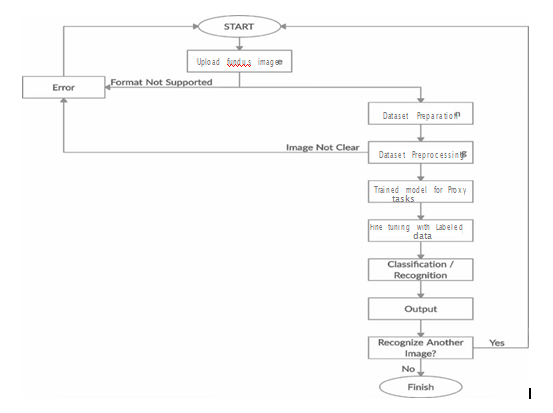 START
Upload fundus image
Format Not Supported
Error
Dataset Preparation
Image Not Clear
Dataset Preprocessing
Trained model for Proxy
tasks
Fine tuning with Labeled
data
Classification /
Recognition
Output
Recognize Another
Image?
Yes
No
Finish